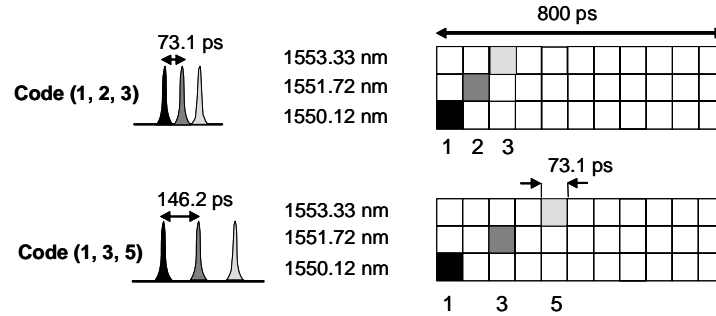 800 ps
73.1 ps
1553.33 nm
Code (1, 2, 3)
1551.72 nm
1550.12 nm
1 2 3
73.1 ps
146.2 ps
1553.33 nm
Code (1, 3, 5)
1551.72 nm
1550.12 nm
1 3 5